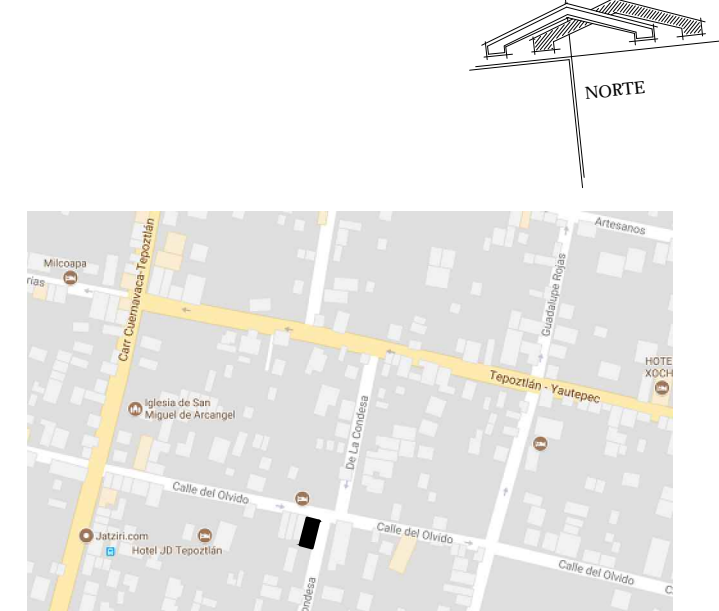 NORTE
Artesanos
Milcoapa
rias
Carr Cuernavaca-Tepoztlán
Guadalupe Rojas
HOTE
XOCH
Tepoztlán - Yautepec
Iglesia de San
Miguel de Arcangel
De La Condesa
Calle del Olvido
Calle del Olvido
Jatziri.com
Hotel JD Tepoztlán
Calle del Olvido
C
ondesa